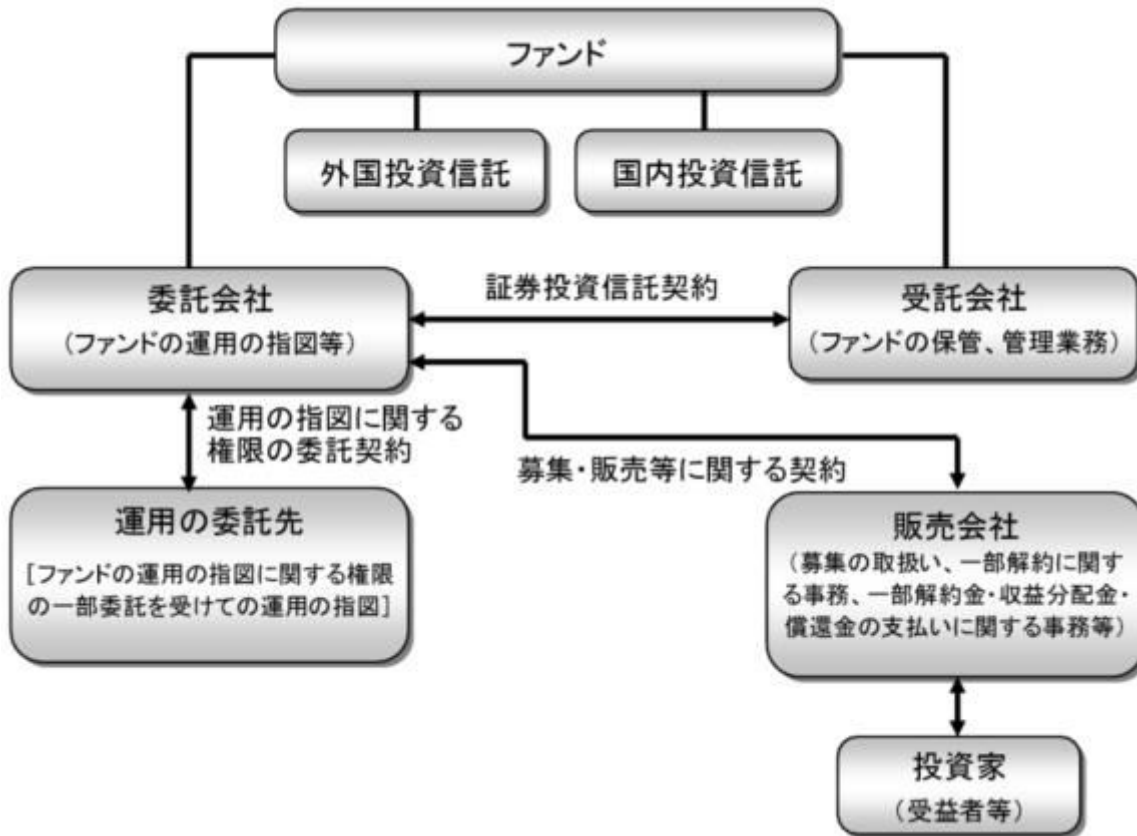 ファンド
外国投資信託
国内投資信託
委託会社
（ファンドの運用の指図等）
証券投資信託契約
受託会社
（ファンドの保管、管理業務）
運用の指図に関する
権限の委託契約
募集・販売等に関する契約
運用の委託先
［ファンドの運用の指図に関する権限
の一部委託を受けての運用の指図］
販売会社
（募集の取扱い、一部解約に関す
る事務、一部解約金・収益分配金・
償還金の支払いに関する事務等）
投資家
（受益者等）